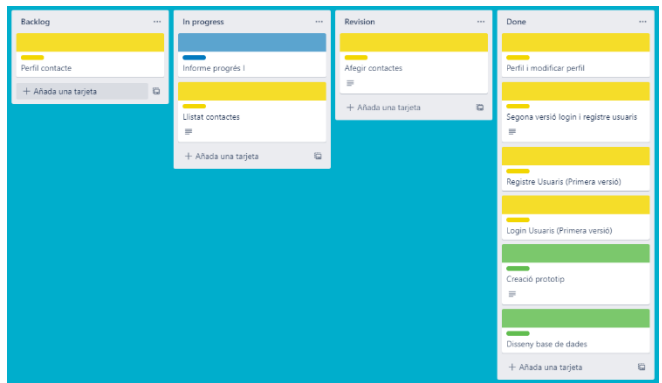 Backlog
Perfil contacte
+ Añada una tarjeta
In progress
Informe progrés I
Llistat contactes
+ Añada una tarjeta
Revision
Afegir contactes
+ Añada una tarjeta
Done
Perfil i modificar perfil
Segona versió login i registre usuaris
Registre Usuaris (Primera versió)
Login Usuaris (Primera versió)
Creació prototip
Disseny base de dades
+ Añada una tarjeta